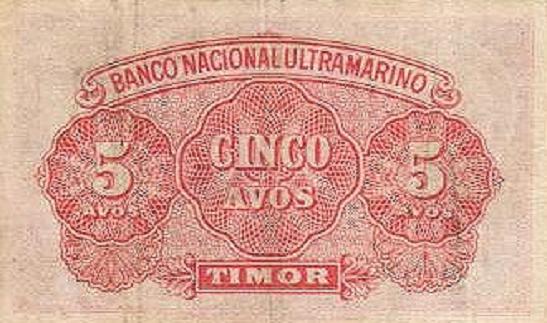 BANCO NACIONAL ULTRAMARINO
5
AVOS
CINCO
AVOS
5
AVOS
TIMOR